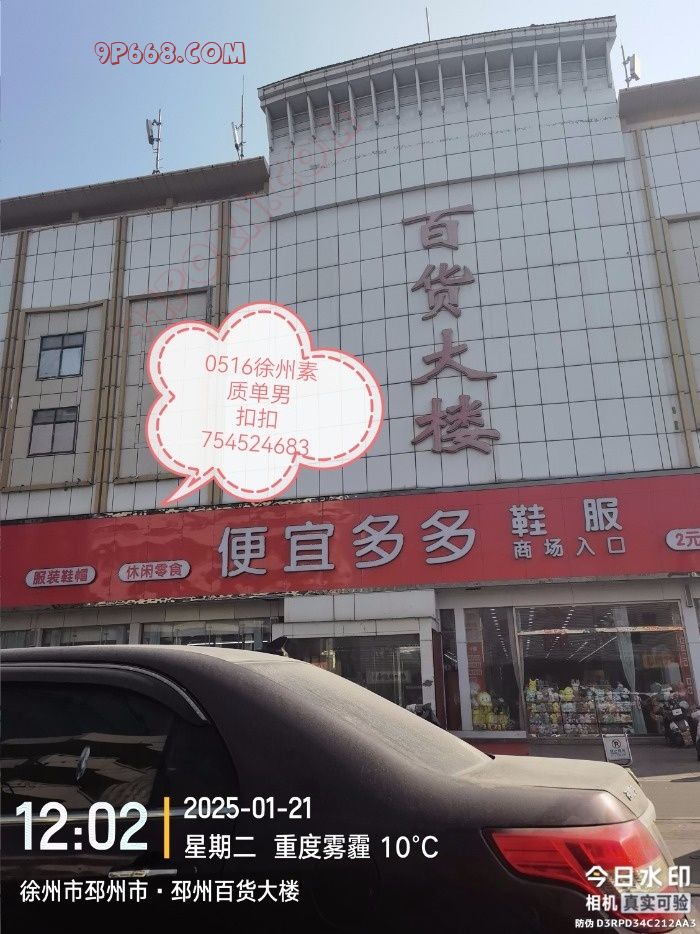 9P668.COM
百货大楼
0516徐州素
质单男
扣扣
754524683
便宜多多
鞋服
商场入口
服装鞋帽
休闲零食
2元
12:02
2025-01-21
星期二 重度雾霾 10°C
徐州市邳州市·邳州百货大楼
今日水印
相机 真实可验
防伪 D3RPD34C212AA3